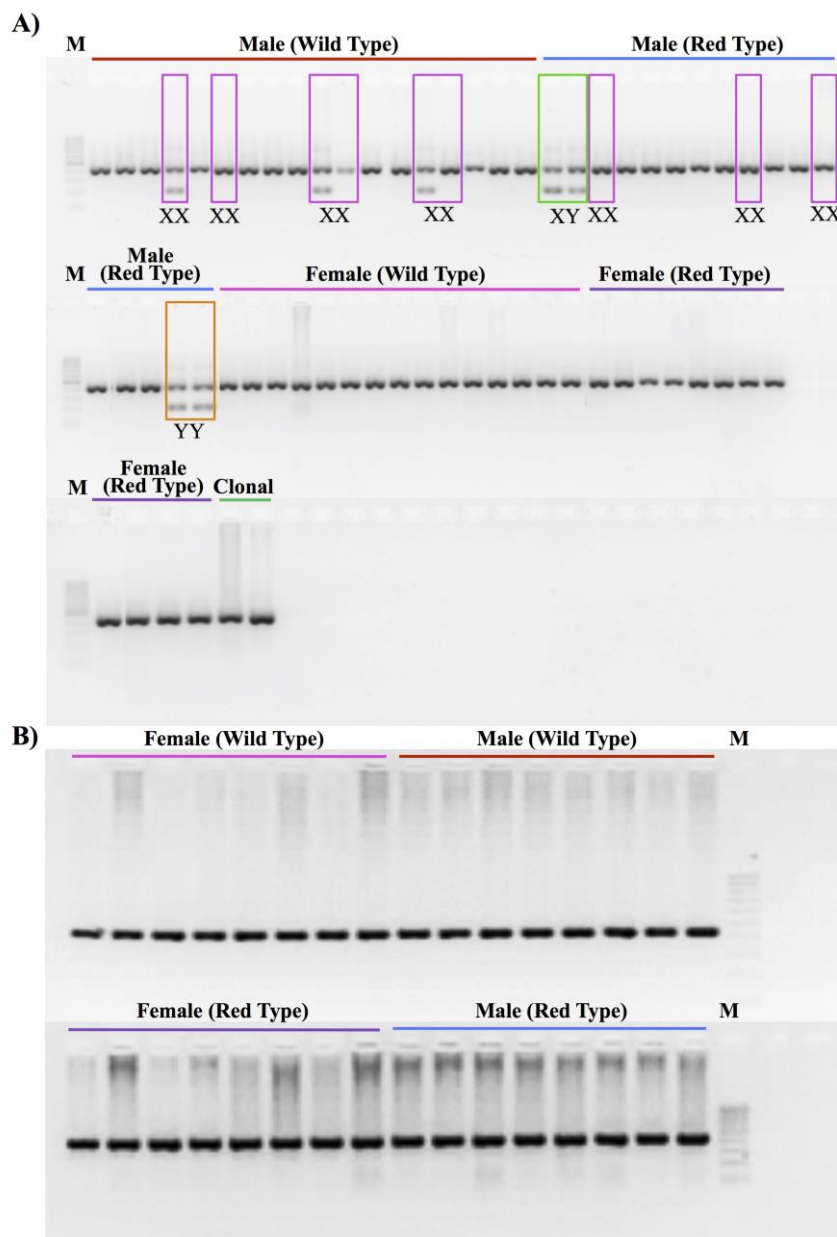 A)
M Male (Wild Type) Male (Red Type)
XX XX XX XX XY XX XX XX
M Male (Red Type) Female (Wild Type) Female (Red Type)
YY
M Female (Red Type) Clonal
B)
Female (Wild Type) Male (Wild Type) M
Female (Red Type) Male (Red Type) M